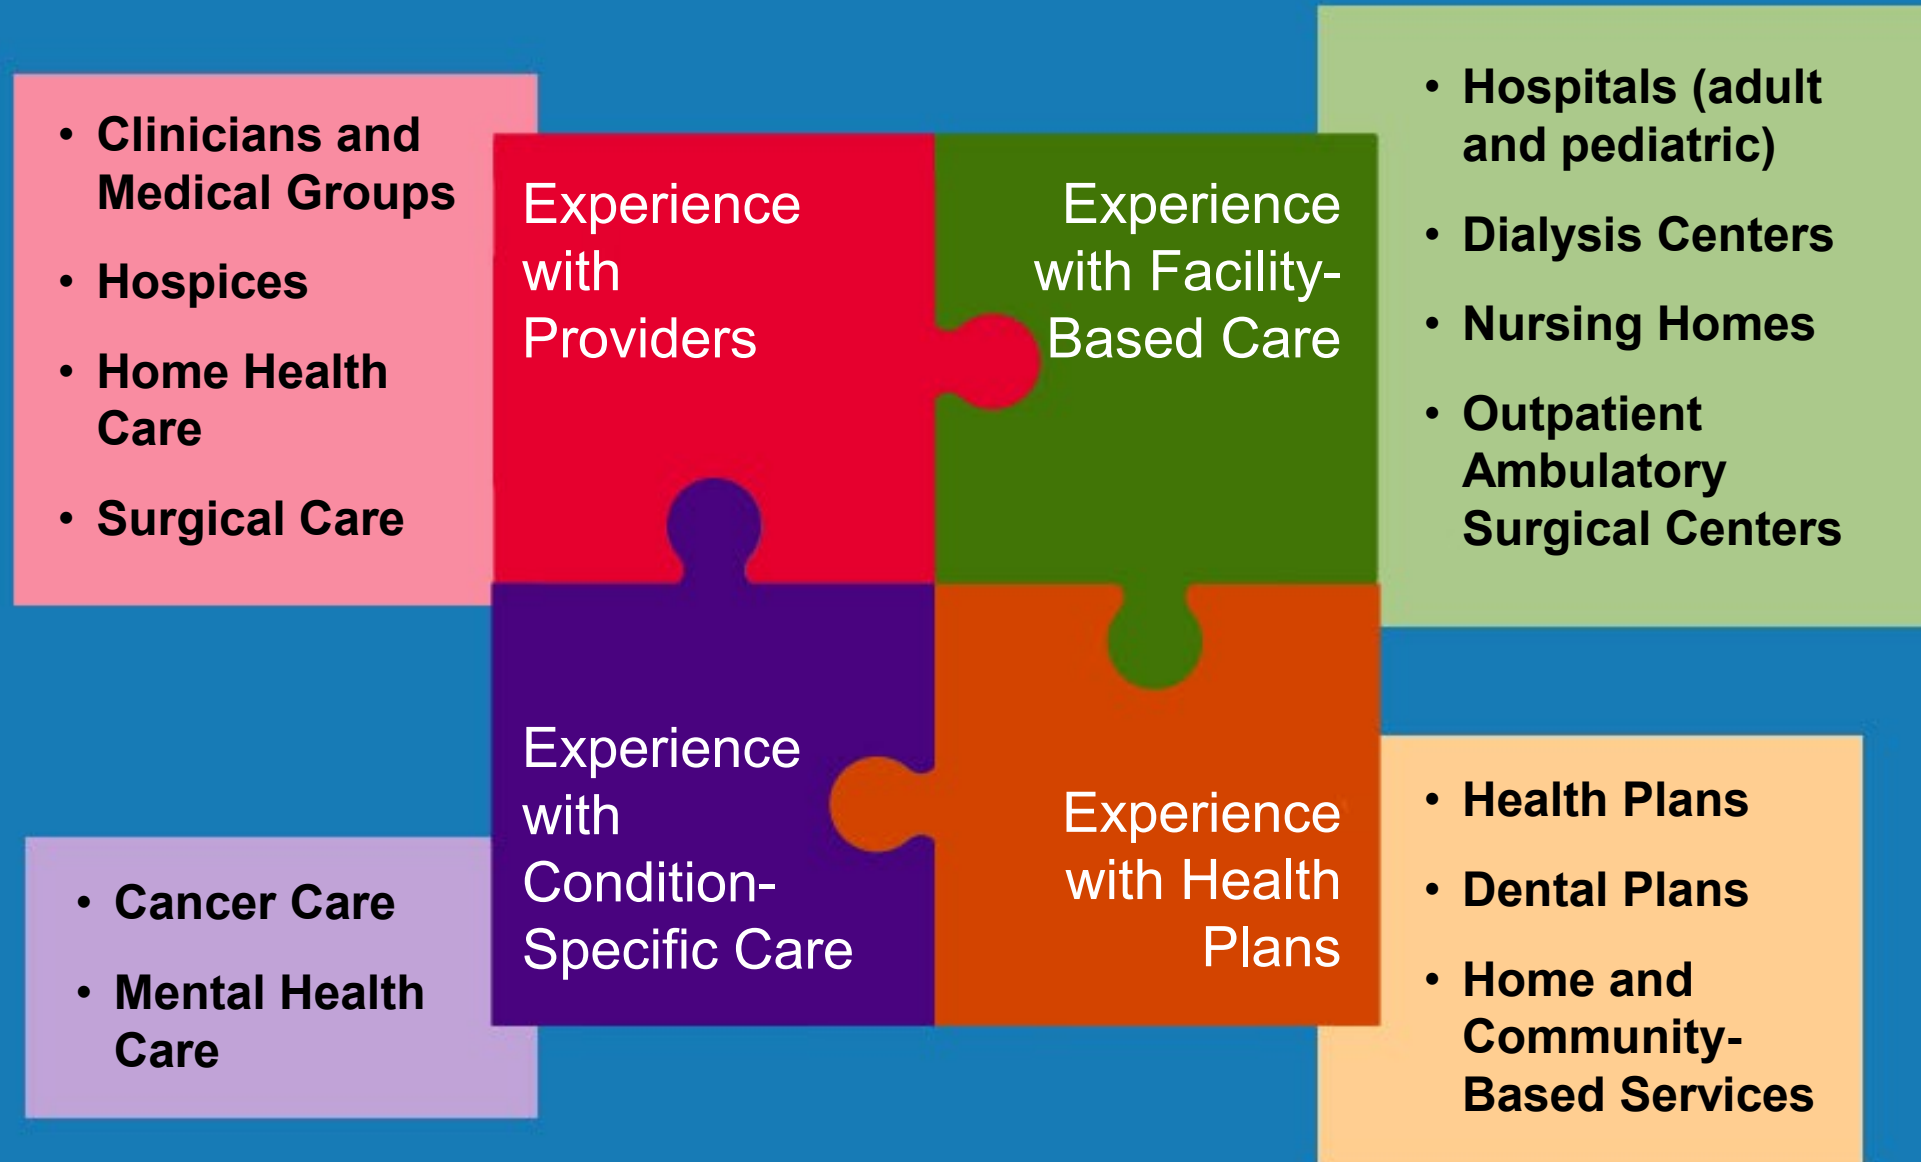 • Clinicians and
Medical Groups
• Hospices
• Home Health
Care
• Surgical Care
Experience
with
Providers
Experience
with Facility-
Based Care
• Hospitals (adult
and pediatric)
• Dialysis Centers
• Nursing Homes
• Outpatient
Ambulatory
Surgical Centers
• Cancer Care
• Mental Health
Care
Experience
with
Condition-
Specific Care
Experience
with Health
Plans
• Health Plans
• Dental Plans
• Home and
Community-
Based Services